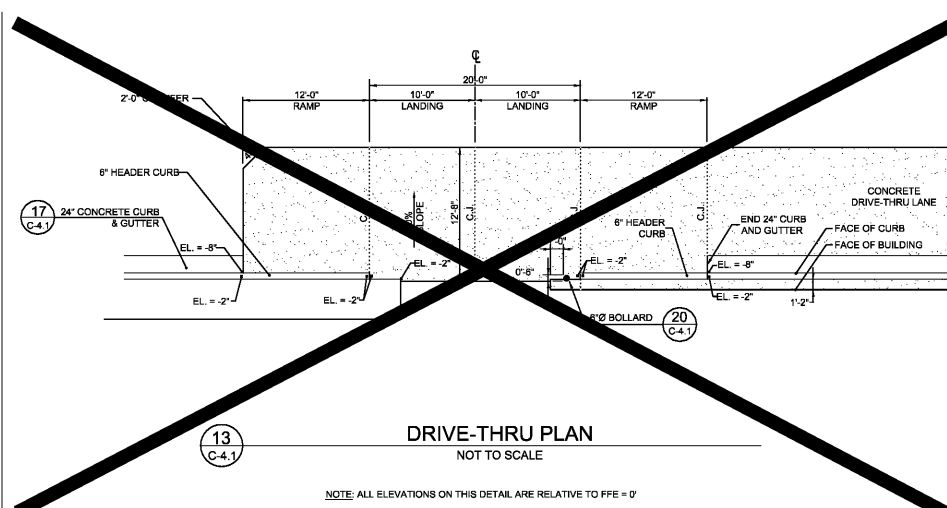 ℄
20'-0"
12'-0"
RAMP
10'-0"
LANDING
10'-0"
LANDING
12'-0"
RAMP
2'-0"
6" HEADER CURB
17
C-4.1
24" CONCRETE CURB
& GUTTER
C.J.
SLOPE
12'-8"
C.J.
C.J.
6" HEADER
CURB
END 24" CURB
AND GUTTER
CONCRETE
DRIVE-THRU LANE
FACE OF CURB
FACE OF BUILDING
EL. = -8"
EL. = -2"
EL. = -2"
EL. = -2"
0'-6"
EL. = -2"
EL. = -8"
EL. = -2"
1'-2"
6"Ø BOLLARD
20
C-4.1
13
C-4.1
DRIVE-THRU PLAN
NOT TO SCALE
NOTE: ALL ELEVATIONS ON THIS DETAIL ARE RELATIVE TO FFE = 0'